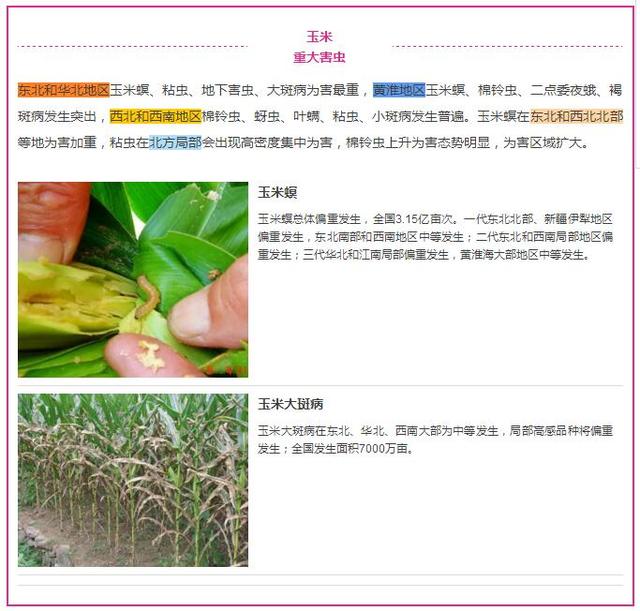 玉米
重大害虫
东北和华北地区玉米螟、粘虫、地下害虫、大斑病为害最重，黄淮地区玉米螟、棉铃虫、二点委夜蛾、褐
斑病发生突出，西北和西南地区棉铃虫、蚜虫、叶螨、粘虫、小斑病发生普遍。玉米螟在东北和西北北部
等地为害加重，粘虫在北方局部会出现高密度集中为害，棉铃虫上升为害态势明显，为害区域扩大。
玉米螟
玉米螟总体偏重发生，全国3.15亿亩次。一代东北北部、新疆伊犁地区
偏重发生，东北南部和西南地区中等发生；二代东北和西南局部地区偏
重发生；三代华北和江南局部偏重发生，黄淮海大部地区中等发生。
玉米大斑病
玉米大斑病在东北、华北、西南大部为中等发生，局部高感品种将偏重
发生；全国发生面积7000万亩。